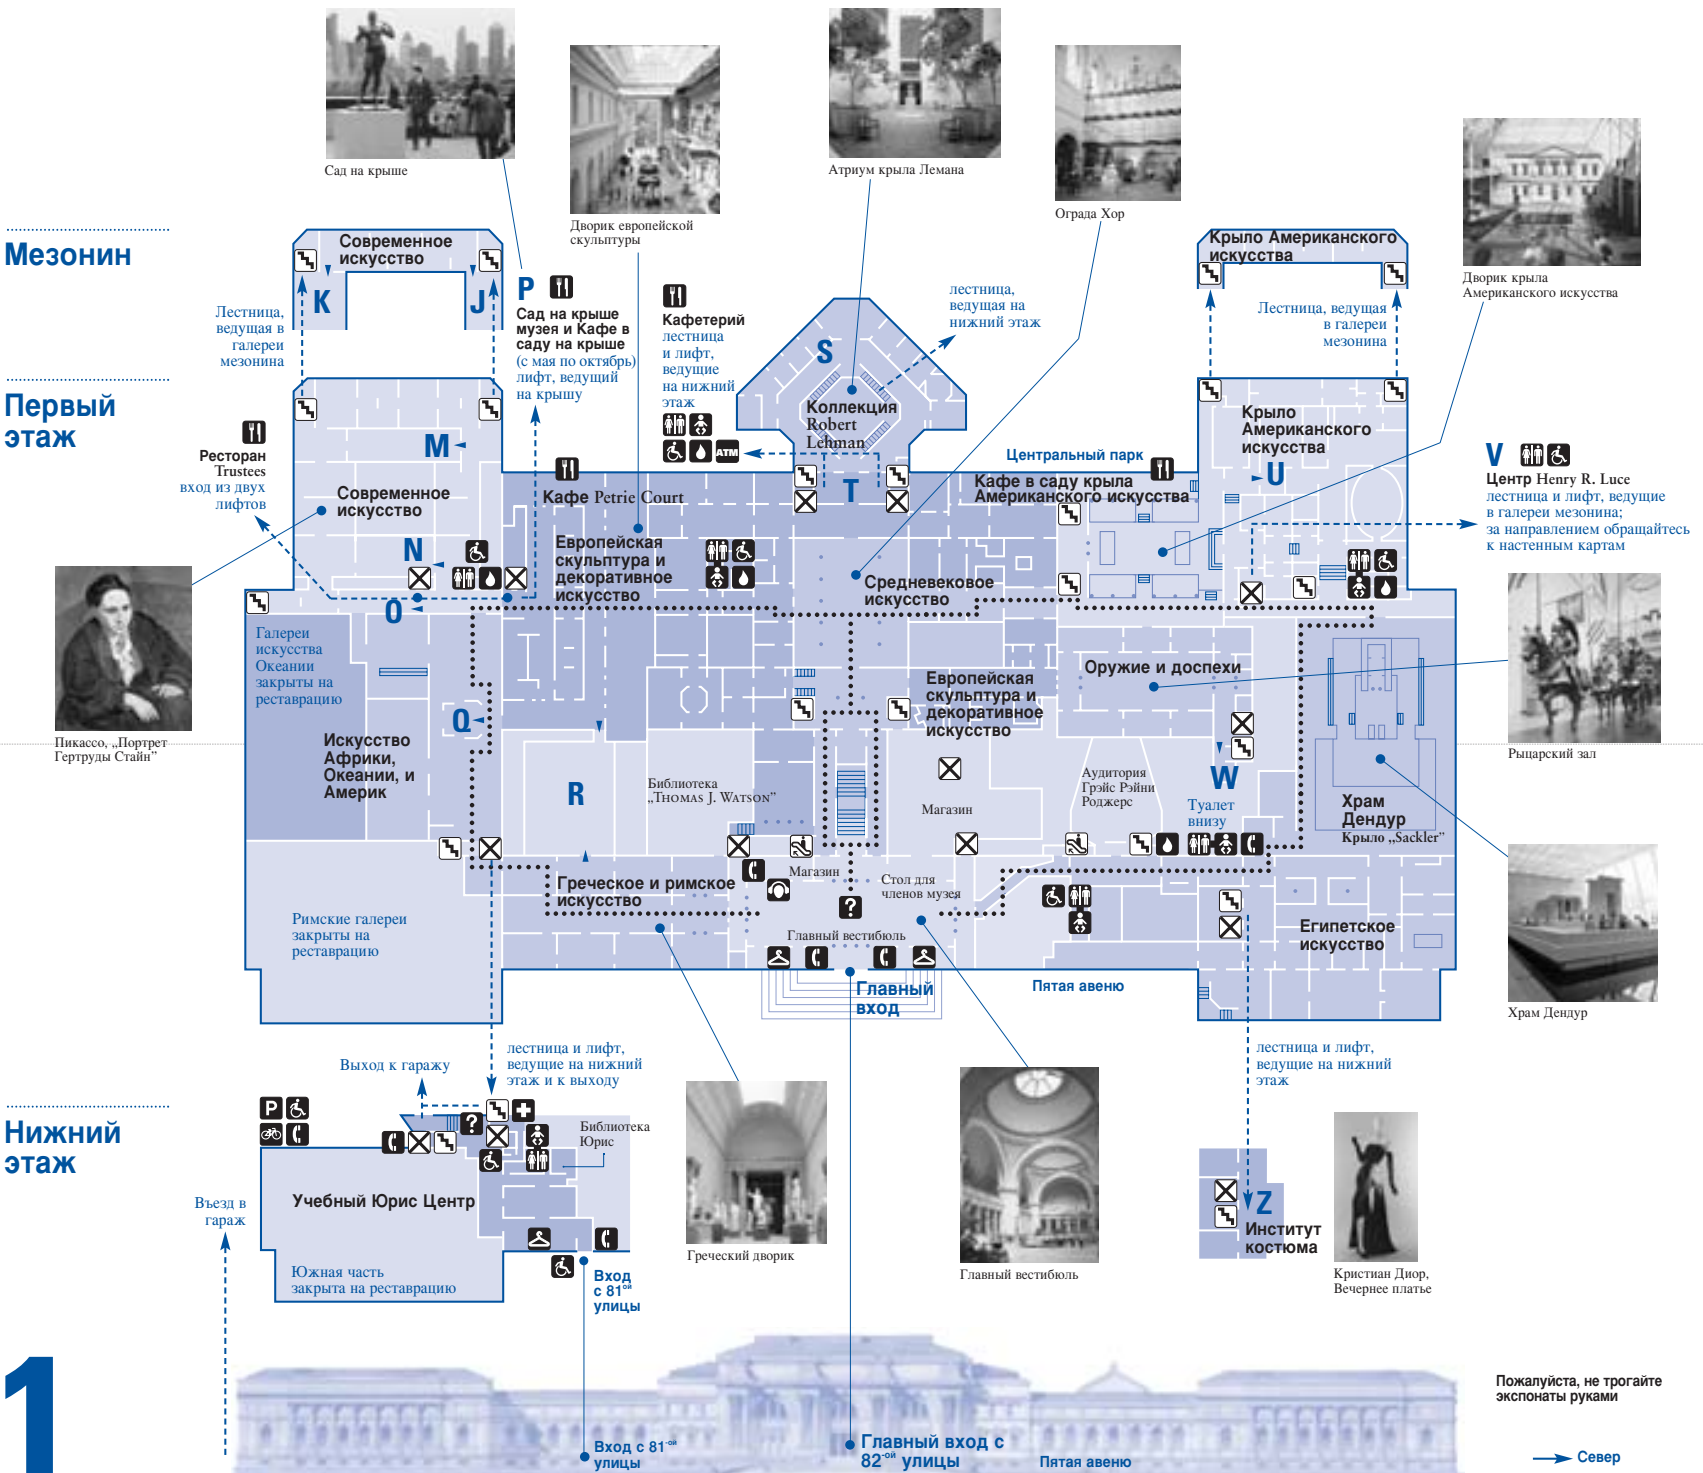 Сад на крыше
Дворик европейской
скульптуры
Атриум крыла Лемана
Ограда Хор
Дворик крыла
Американского искусства
Мезонин
Современное
искусство
K
J
Лестница,
ведущая в
галереи
мезонина
P
Сад на крыше
музея и Кафе в
саду на крыше
(с мая по октябрь)
лифт, ведущий
на крышу
Кафетерий
лестница
и лифт,
ведущие
на нижний
этаж
ATM
лестница,
ведущая на
нижний этаж
Крыло Американского
искусства
Лестница, ведущая
в галереи
мезонина
Первый
этаж
Ресторан
Trustees
вход из двух
лифтов
M
Современное
искусство
N
O
Кафе Petrie Court
Европейская
скульптура и
декоративное
искусство
S
Коллекция
Robert
Lehman
T
Центральный парк
Кафе в саду крыла
Американского искусства
Средневековое
искусство
Крыло
Американского
искусства
U
V
Центр Henry R. Luce
лестница и лифт, ведущие
в галереи мезонина;
за направлением обращайтесь
к настенным картам
Пикассо, „Портрет
Гертруды Стайн”
Галереи
искусства
Океании
закрыты на
реставрацию
Q
Искусство
Африки,
Океании, и
Америк
R
Библиотека
„Thomas J. Watson”
Европейская
скульптура и
декоративное
искусство
Оружие и доспехи
Рыцарский зал
Магазин
Аудитория
Грэйс Рэйни
Роджерс
W
Туалет
внизу
Храм
Дендур
Крыло „Sackler”
Храм Дендур
Греческое и римское
искусство
Магазин
Стол для
членов музея
?
Главный вестибюль
Египетское
искусство
Римские галереи
закрыты на
реставрацию
Главный
вход
Пятая авеню
Нижний
этаж
Выход к гаражу
лестница и лифт,
ведущие на нижний
этаж и к выходу
P
?
Библиотека
Юрис
Учебный Юрис Центр
Въезд в
гараж
Южная часть
закрыта на реставрацию
Вход
с 81ой
улицы
Греческий дворик
Главный вестибюль
лестница и лифт,
ведущие на нижний
этаж
Z
Институт
костюма
Кристиан Диор,
Вечернее платье
1
Вход с 81-ой
улицы
Главный вход с
82-ой улицы
Пятая авеню
Пожалуйста, не трогайте
экспонаты руками
Север